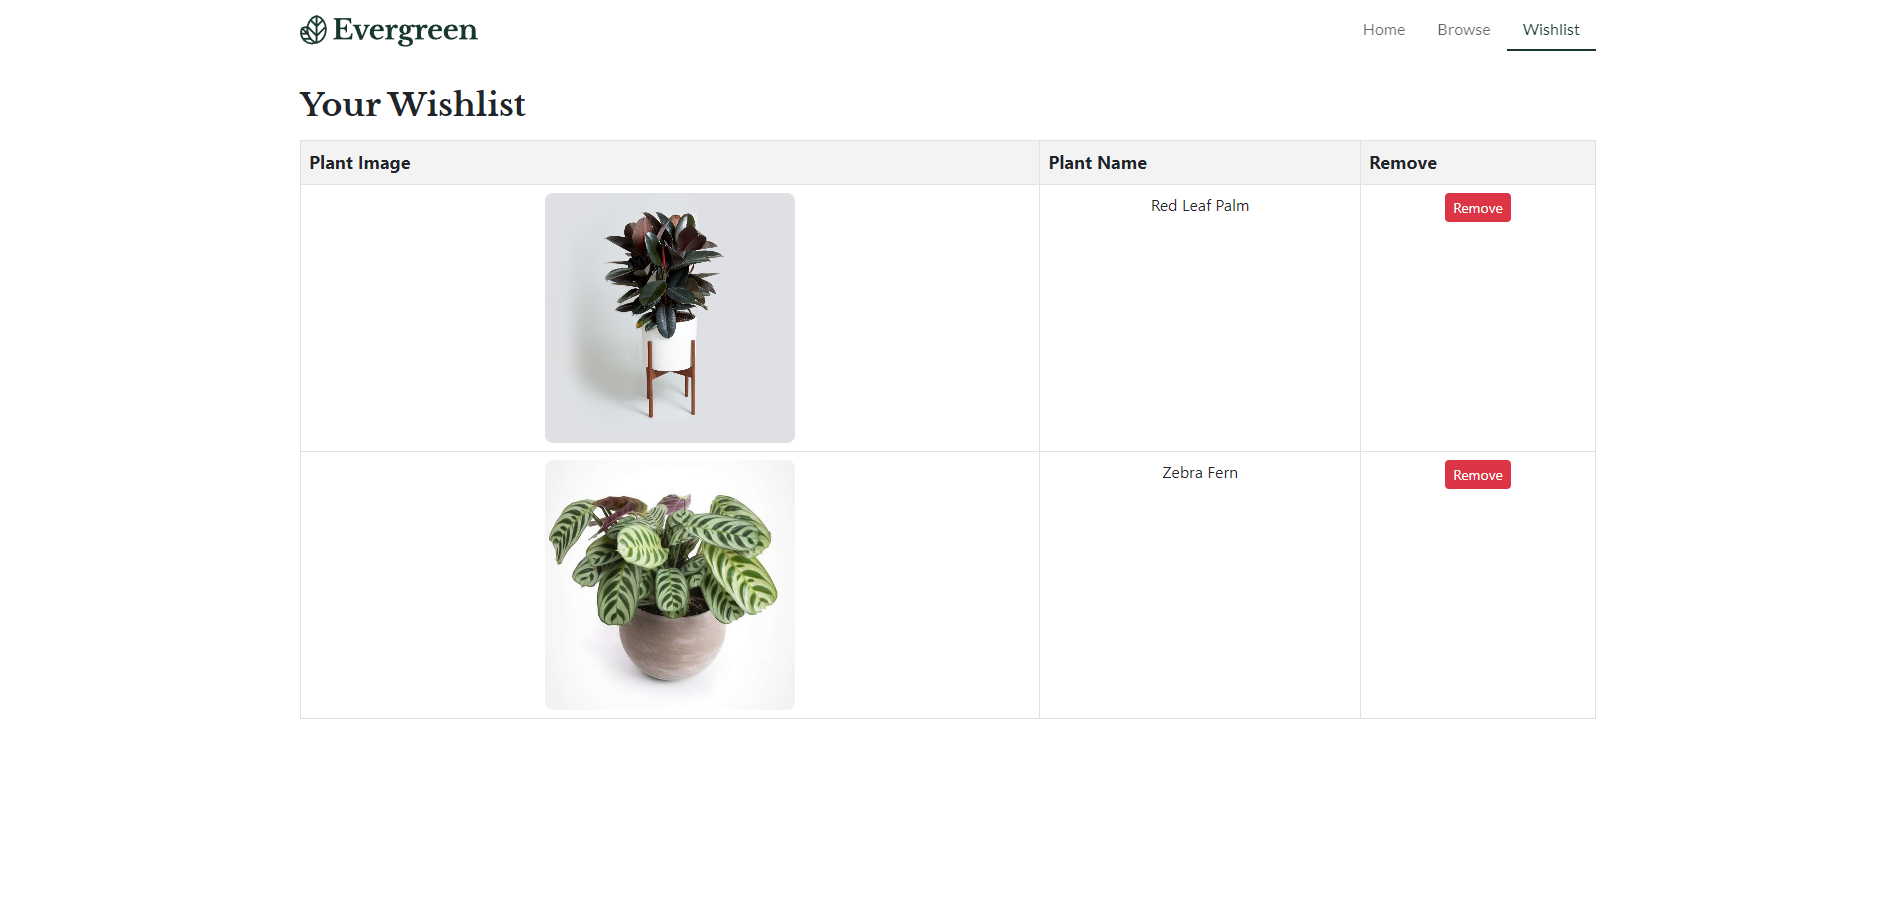 Evergreen
Home Browse Wishlist
Your Wishlist
Plant Image Plant Name Remove
Red Leaf Palm Remove
Zebra Fern Remove